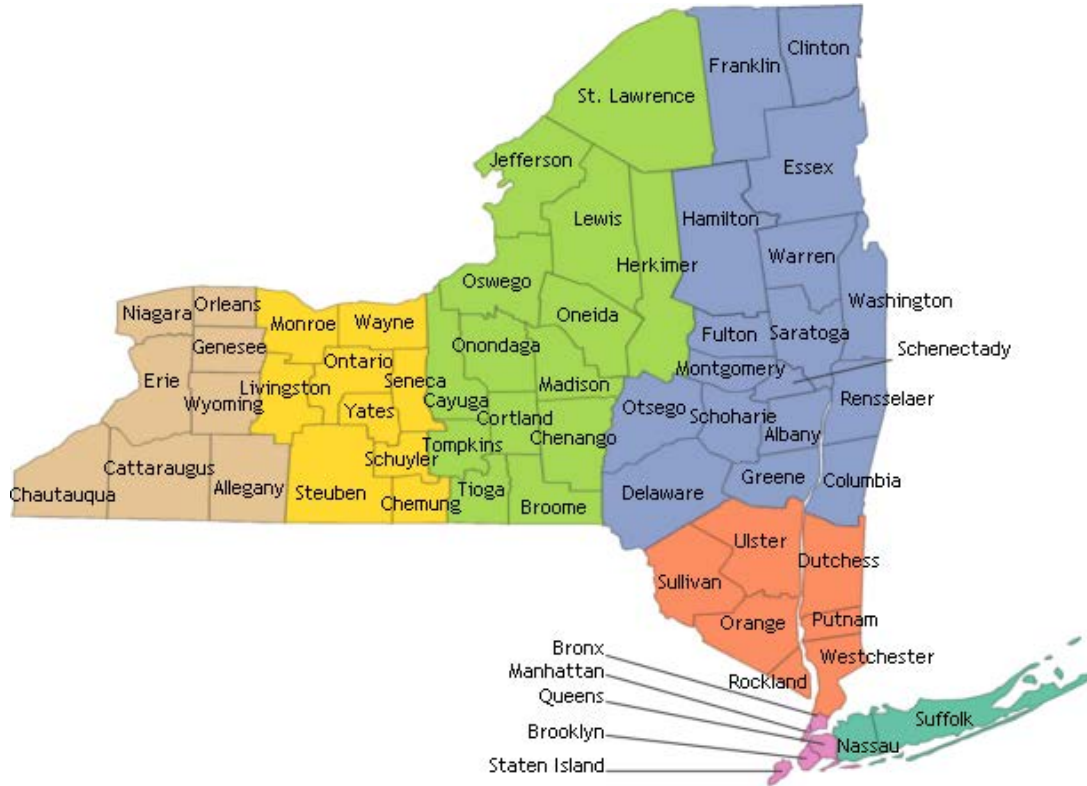 Clinton
Franklin
St. Lawrence
Jefferson
Essex
Lewis
Hamilton
Warren
Herkimer
Oswego
Washington
Orleans
Niagara
Oneida
Monroe
Wayne
Fulton
Saratoga
Genesee
Onondaga
Schenectady
Ontario
Montgomery
Erie
Seneca
Madison
Livingston
Rensselaer
Wyoming
Cayuga
Yates
Otsego
Cortland
Schoharie
Albany
Chenango
Tompkins
Schuyler
Cattaraugus
Greene
Columbia
Allegany
Steuben
Tioga
Delaware
Chautauqua
Chemung
Broome
Ulster
Dutchess
Sullivan
Putnam
Orange
Bronx
Westchester
Manhattan
Rockland
Queens
Suffolk
Brooklyn
Nassau
Staten Island